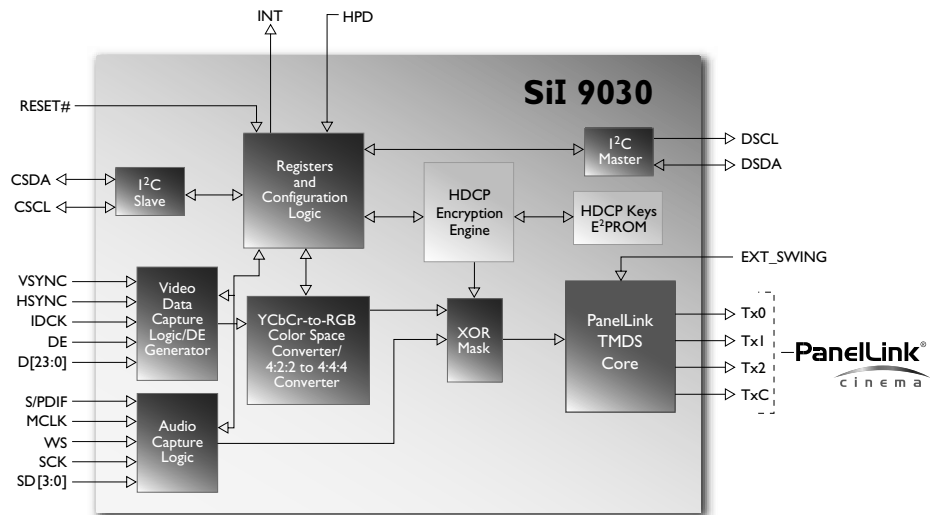 INT
HPD
SiI 9030
RESET#
CSDA
CSCL
I²C
Slave
Registers
and
Configuration
Logic
I²C
Master
DSCL
DSDA
HDCP
Encryption
Engine
HDCP Keys
E²PROM
EXT_SWING
VSYNC
HSYNC
IDCK
DE
D[23:0]
Video
Data
Capture
Logic/DE
Generator
YCbCr-to-RGB
Color Space
Converter/
4:2:2 to 4:4:4
Converter
XOR
Mask
PanelLink
TMDS
Core
Tx0
Tx1
Tx2
TxC
PanelLink®
cinema
S/PDIF
MCLK
WS
SCK
SD[3:0]
Audio
Capture
Logic